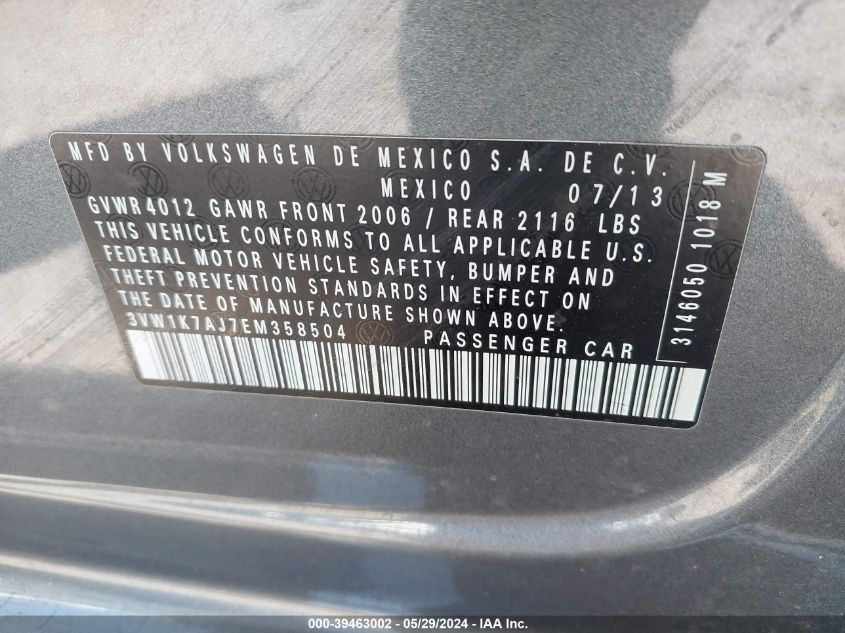 MFD BY VOLKSWAGEN DE MEXICO S.A. DE C.V.
MEXICO 07/13
GVWR 4012 GAWR FRONT 2006 / REAR 2116 LBS
THIS VEHICLE CONFORMS TO ALL APPLICABLE U.S.
FEDERAL MOTOR VEHICLE SAFETY, BUMPER AND
THEFT PREVENTION STANDARDS IN EFFECT ON
THE DATE OF MANUFACTURE SHOWN ABOVE.
3VW1K7AJ7EM358504 PASSENGER CAR
3146050 1018 M
000-39463002 - 05/29/2024 - IAA Inc.